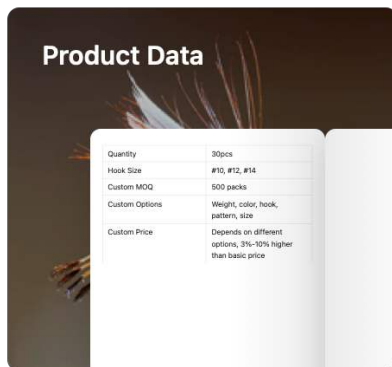 Product Data
Quantity 30pcs
Hook Size #10, #12, #14
Custom MOQ 500 packs
Custom Options Weight, color, hook,
pattern, size
Custom Price Depends on different
options, 3%-10% higher
than basic price